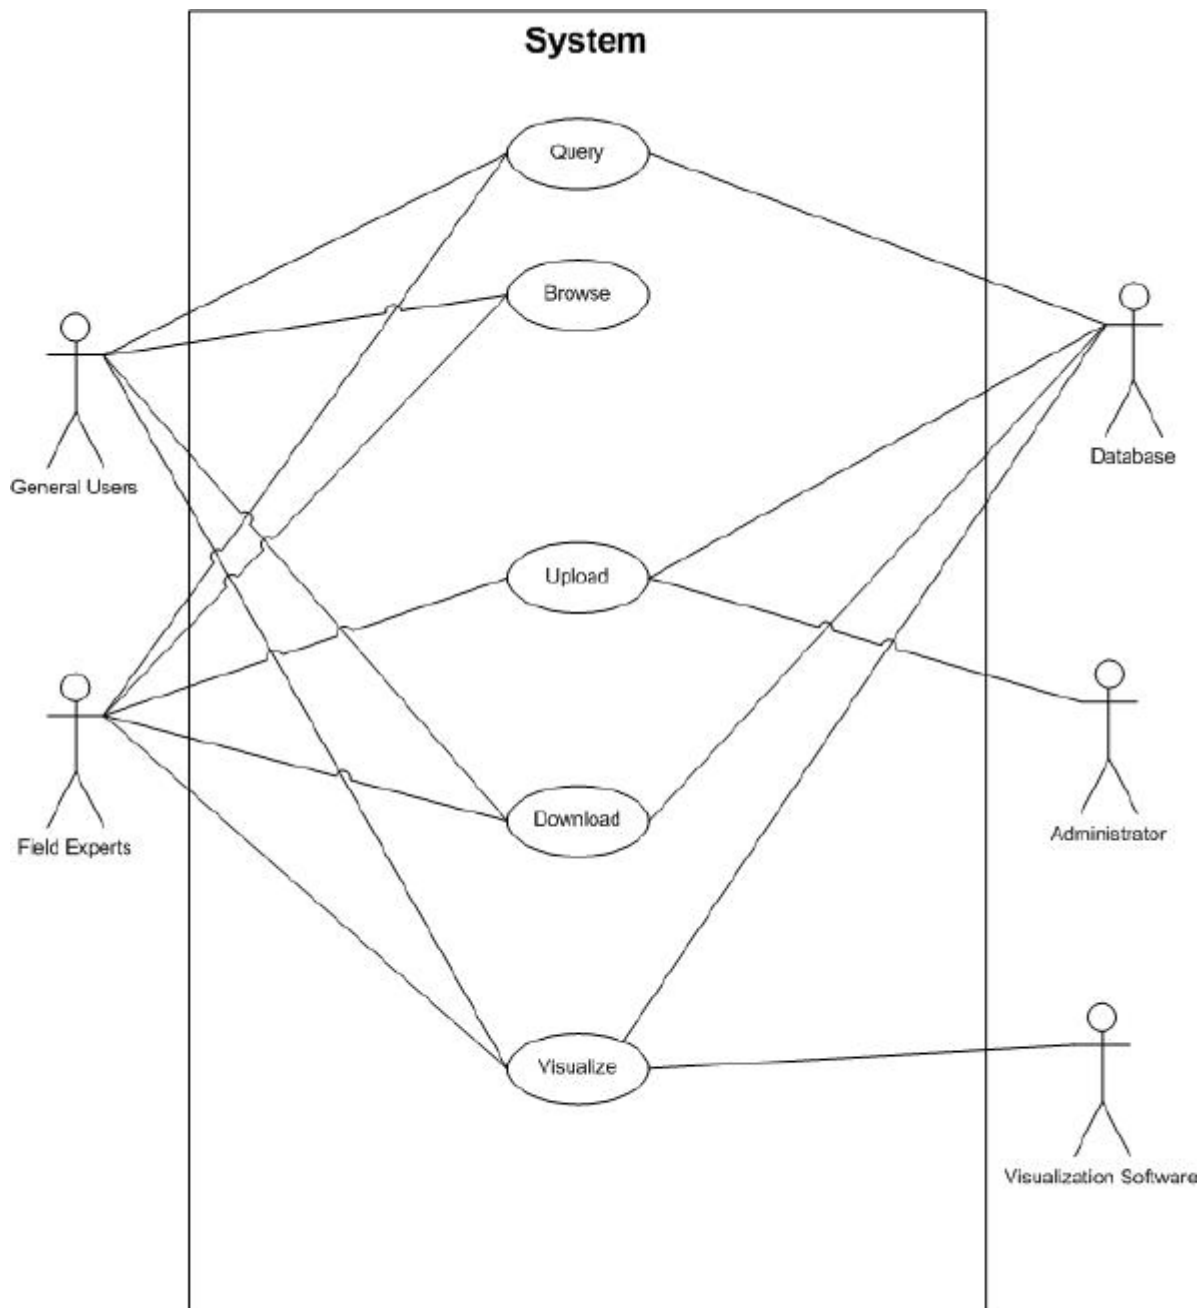 System
Query
Browse
General Users
Database
Upload
Field Experts
Download
Administrator
Visualize
Visualization Software